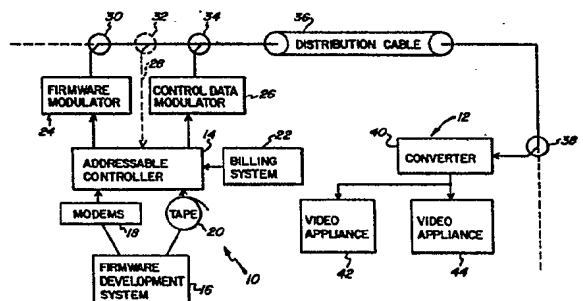 30
32
34
36
DISTRIBUTION CABLE
28
FIRMWARE
MODULATOR
24
CONTROL DATA
MODULATOR
26
14
22
ADDRESSABLE
CONTROLLER
BILLING
SYSTEM
12
40
CONVERTER
38
MODEMS
18
TAPE
20
10
VIDEO
APPLIANCE
42
VIDEO
APPLIANCE
44
FIRMWARE
DEVELOPMENT
SYSTEM
16